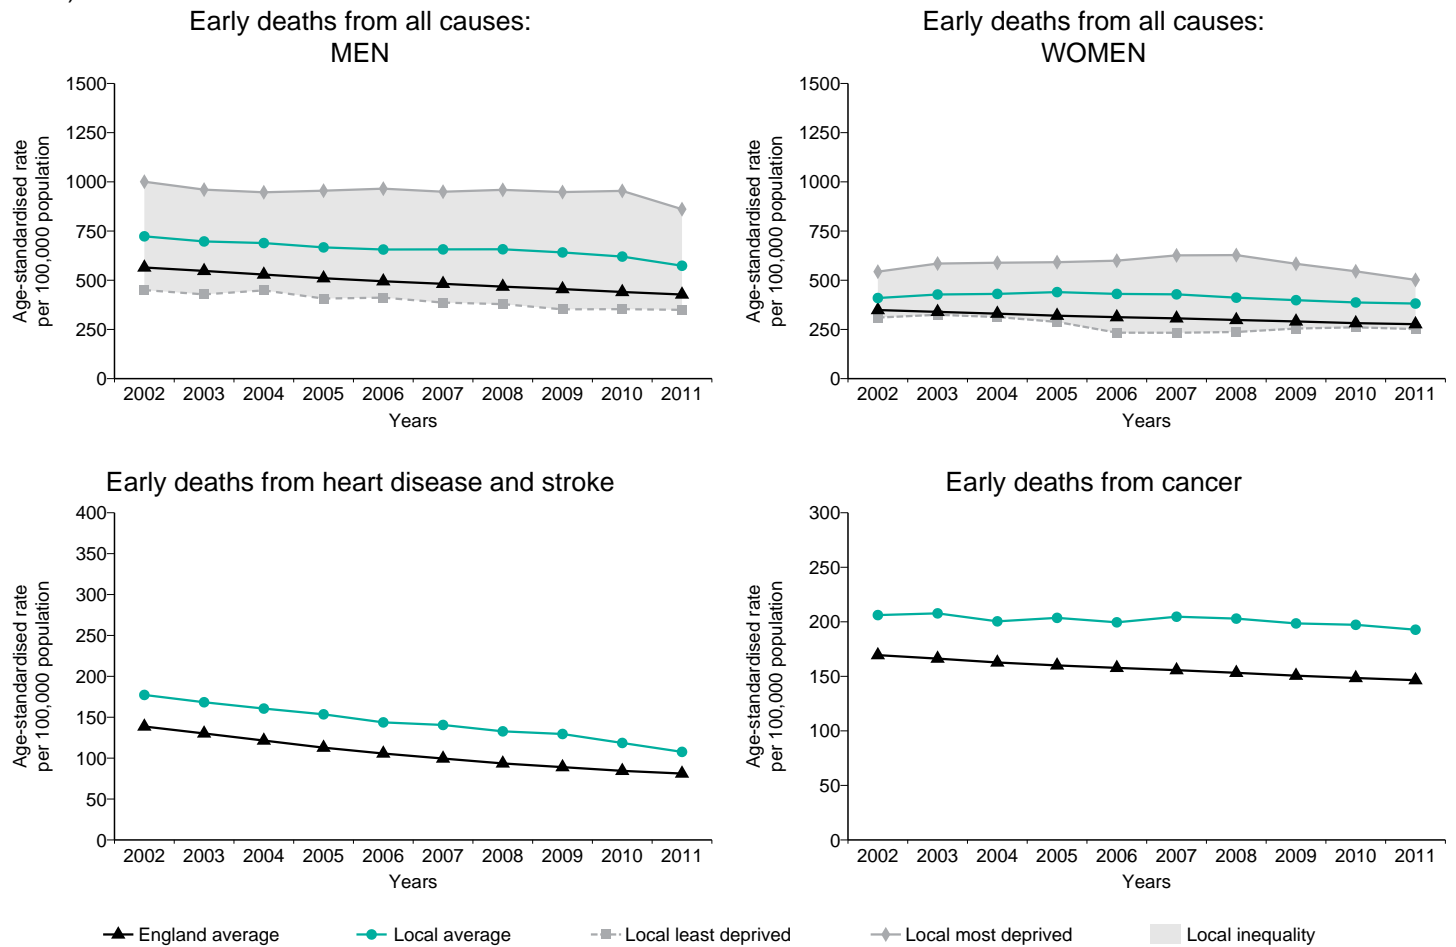 Early deaths from all causes:
MEN
Age-standardised rate
per 100,000 population
1500
1250
1000
750
500
250
0
2002 2003 2004 2005 2006 2007 2008 2009 2010 2011
Years
Early deaths from all causes:
WOMEN
Age-standardised rate
per 100,000 population
1500
1250
1000
750
500
250
0
2002 2003 2004 2005 2006 2007 2008 2009 2010 2011
Years
Early deaths from heart disease and stroke
Age-standardised rate
per 100,000 population
400
350
300
250
200
150
100
50
0
2002 2003 2004 2005 2006 2007 2008 2009 2010 2011
Years
Early deaths from cancer
Age-standardised rate
per 100,000 population
300
250
200
150
100
50
0
2002 2003 2004 2005 2006 2007 2008 2009 2010 2011
Years
England average Local average Local least deprived Local most deprived Local inequality